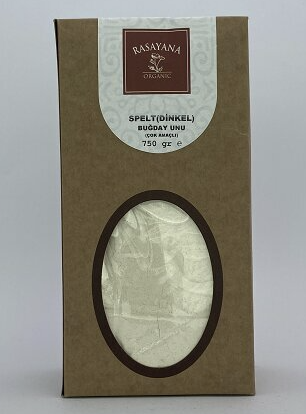 RASAYANA
ORGANIC
SPELT(DİNKEL)
BUĞDAY UNU
(ÇOK AMAÇLI)
750 gr ℮